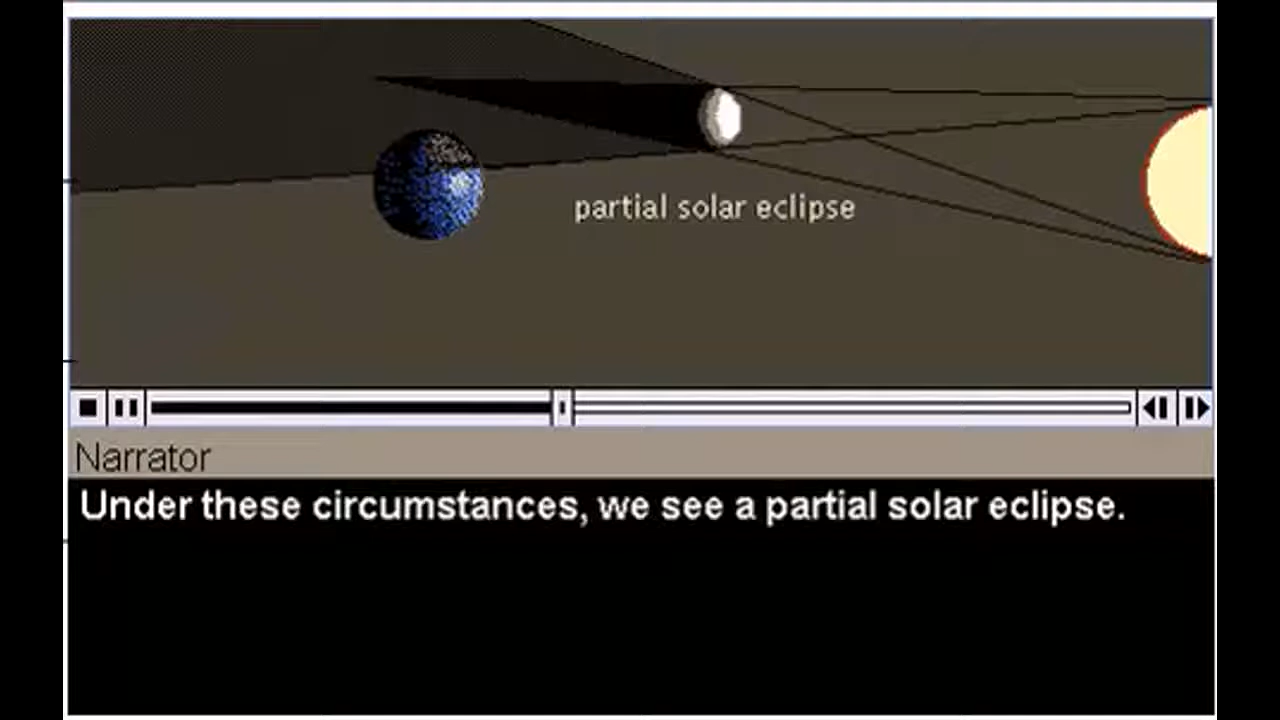 partial solar eclipse
Narrator
Under these circumstances, we see a partial solar eclipse.